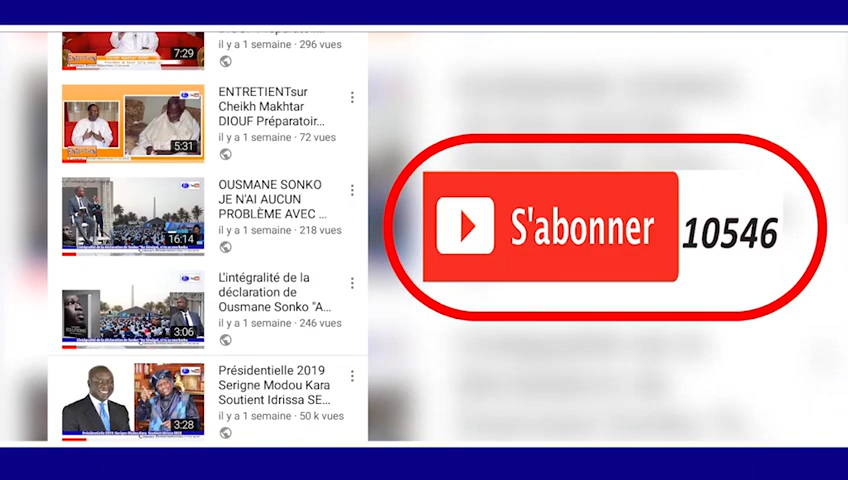 7:29
il y a 1 semaine · 296 vues
ENTRETIENsur
Cheikh Makhtar
DIOUF Préparatoir...
il y a 1 semaine · 72 vues
5:31
OUSMANE SONKO
JE N'AI AUCUN
PROBLÈME AVEC ...
il y a 1 semaine · 218 vues
16:14
L'intégralité de la
déclaration de
Ousmane Sonko "A...
il y a 1 semaine · 246 vues
3:06
Présidentielle 2019
Serigne Modou Kara
Soutient Idrissa SE...
il y a 1 semaine · 50 k vues
3:28
S'abonner 10546